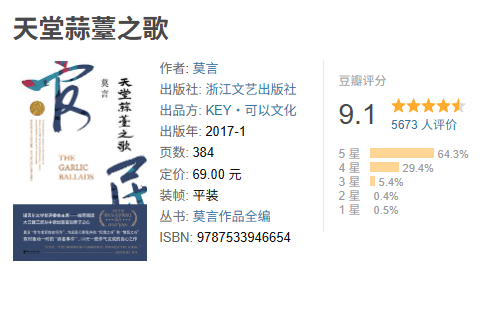 天堂蒜薹之歌
作者: 莫言
出版社: 浙江文艺出版社
出品方: KEY·可以文化
出版年: 2017-1
页数: 384
定价: 69.00 元
装帧: 平装
丛书: 莫言作品全编
ISBN: 9787533946654
豆瓣评分
9.1
5673 人评价
5 星 64.3%
4 星 29.4%
3 星 5.4%
2 星 0.4%
1 星 0.5%
莫言
天堂蒜薹之歌
THE
GARLIC
BALLADS